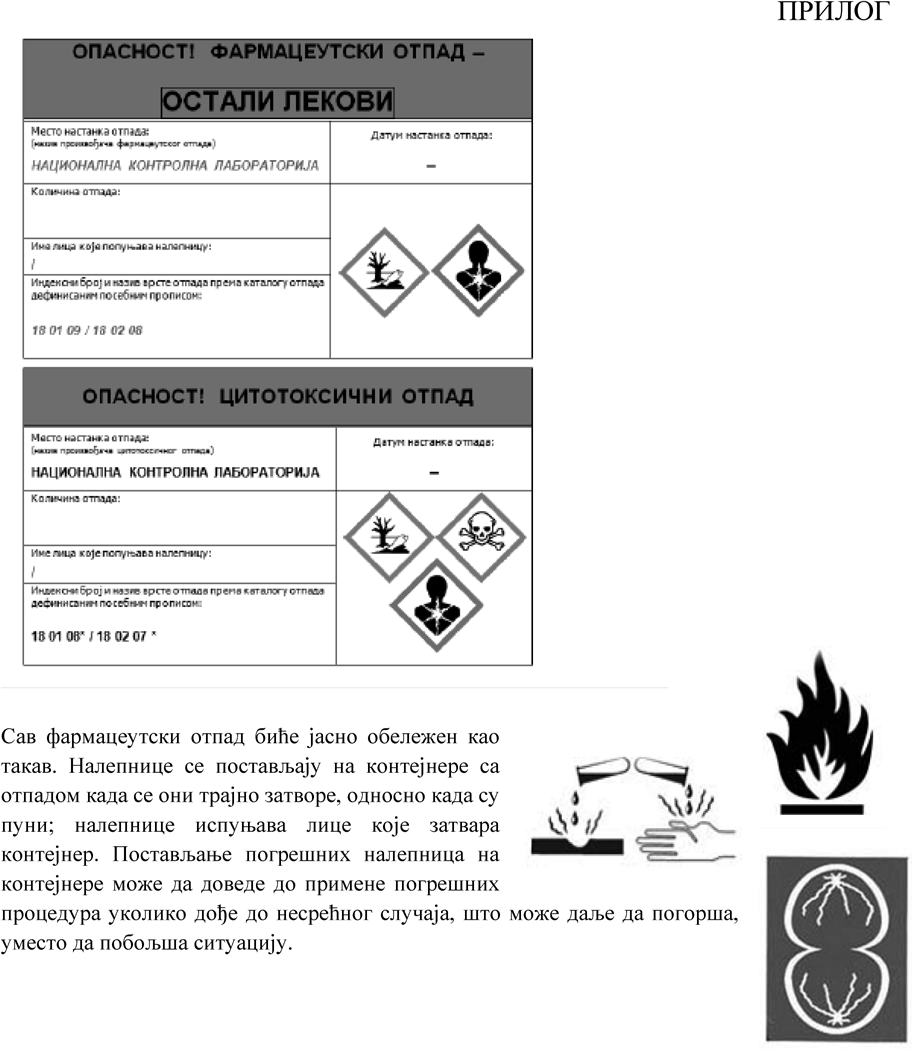 ПРИЛОГ
ОПАСНОСТ! ФАРМАЦЕУТСКИ ОТПАД –
ОСТАЛИ ЛЕКОВИ
Место настанка отпада:
(назив произвођача фармацеутског отпада)
НАЦИОНАЛНА КОНТРОЛНА ЛАБОРАТОРИЈА
Датум настанка отпада:
–
Количина отпада:
Име лица које попуњава налепницу:
/
Индексни број и назив врсте отпада према каталогу отпада
дефинисаним посебним прописом:
18 01 09 / 18 02 08
ОПАСНОСТ! ЦИТОТОКСИЧНИ ОТПАД
Место настанка отпада:
(назив произвођача цитотоксичног отпада)
НАЦИОНАЛНА КОНТРОЛНА ЛАБОРАТОРИЈА
Датум настанка отпада:
–
Количина отпада:
Име лица које попуњава налепницу:
/
Индексни број и назив врсте отпада према каталогу отпада
дефинисаним посебним прописом:
18 01 08* / 18 02 07 *
Сав фармацеутски отпад биће јасно обележен као
такав. Налепнице се постављају на контејнере са
отпадом када се они трајно затворе, односно када су
пуни; налепнице испуњава лице које затвара
контејнер. Постављање погрешних налепница на
контејнере може да доведе до примене погрешних
процедура уколико дође до несрећног случаја, што може даље да погорша,
уместо да побољша ситуацију.